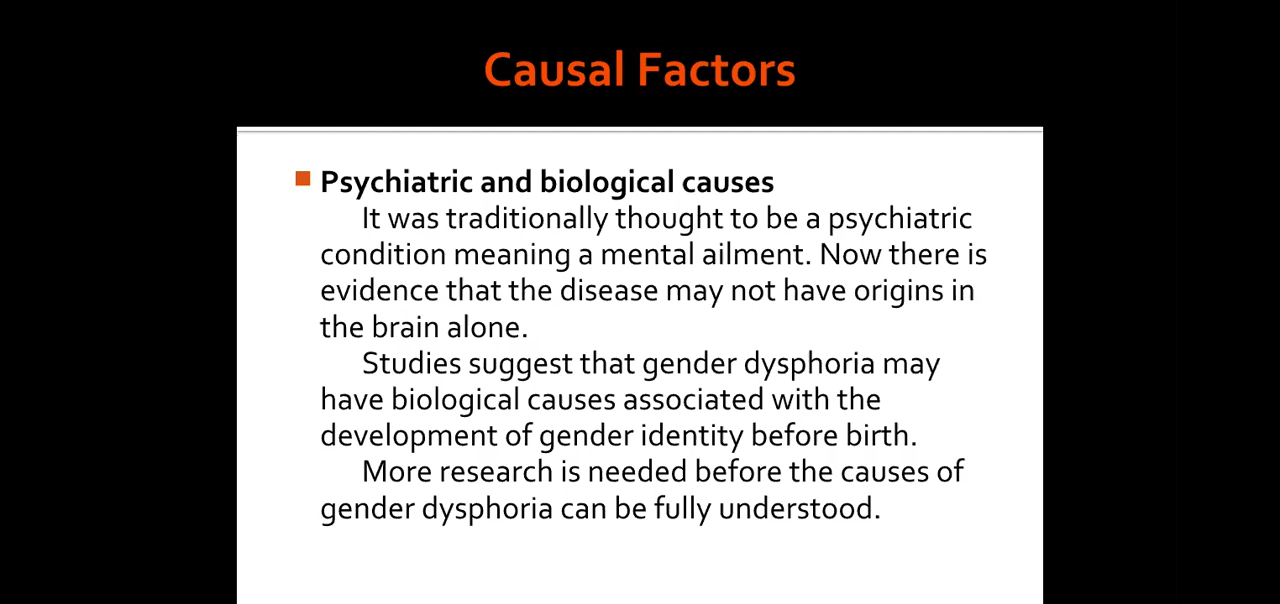 Causal Factors
Psychiatric and biological causes
It was traditionally thought to be a psychiatric
condition meaning a mental ailment. Now there is
evidence that the disease may not have origins in
the brain alone.
Studies suggest that gender dysphoria may
have biological causes associated with the
development of gender identity before birth.
More research is needed before the causes of
gender dysphoria can be fully understood.